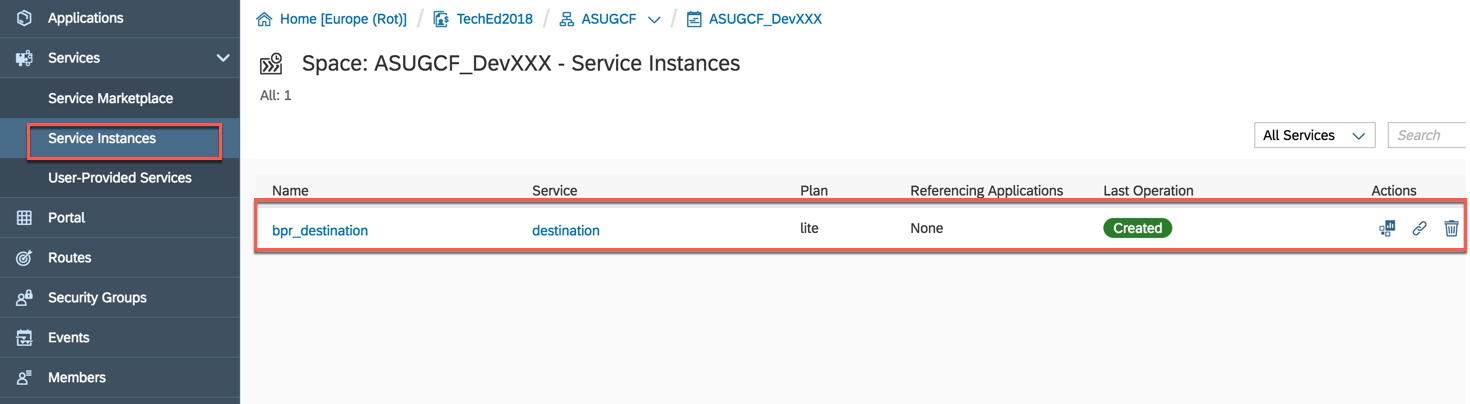 Applications
Services
Service Marketplace
Service Instances
User-Provided Services
Portal
Routes
Security Groups
Events
Members
Home [Europe (Rot)] / TechEd2018 / ASUGCF / ASUGCF_DevXXX
Space: ASUGCF_DevXXX - Service Instances
All: 1
All Services Search
Name Service Plan Referencing Applications Last Operation Actions
bpr_destination destination lite None Created